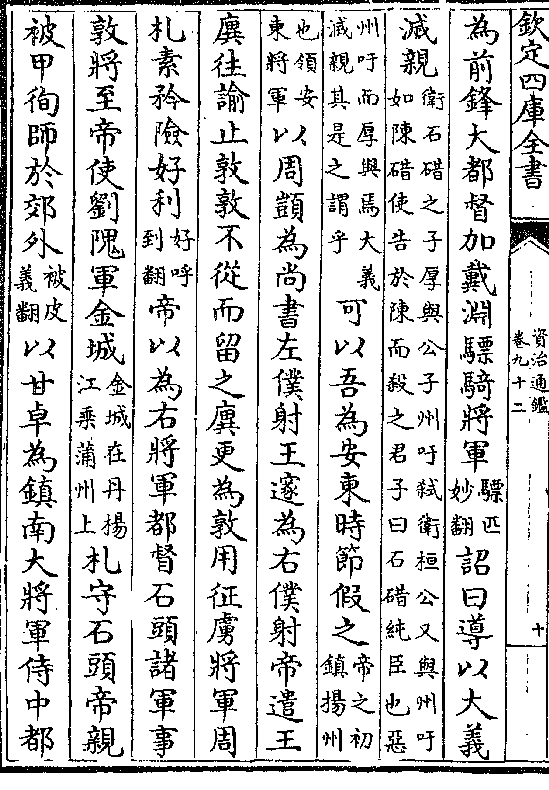 欽定四庫全書
資治通鑑
卷九十二
十
為前鋒大都督加戴淵驃騎將軍驃匹妙翻詔曰導以大義
滅親衛石碏之子厚與公子州吁弑衛桓公又與州吁如陳碏使告於陳而殺之君子曰石碏純臣也惡
州吁而厚與焉大義滅親其是之謂乎可以吾為安東時節假之帝之初鎮揚州
也領安東將軍以周顗為尚書左僕射王邃為右僕射帝遣王
廙往諭止敦敦不從而留之廙更為敦用征虜將軍周
札素矜險好利好呼到翻帝以為右將軍都督石頭諸軍事
敦將至帝使劉隗軍金城金城在丹揚江乘蒲州上札守石頭帝親
被甲徇師於郊外被皮義翻以甘卓為鎮南大將軍侍中都